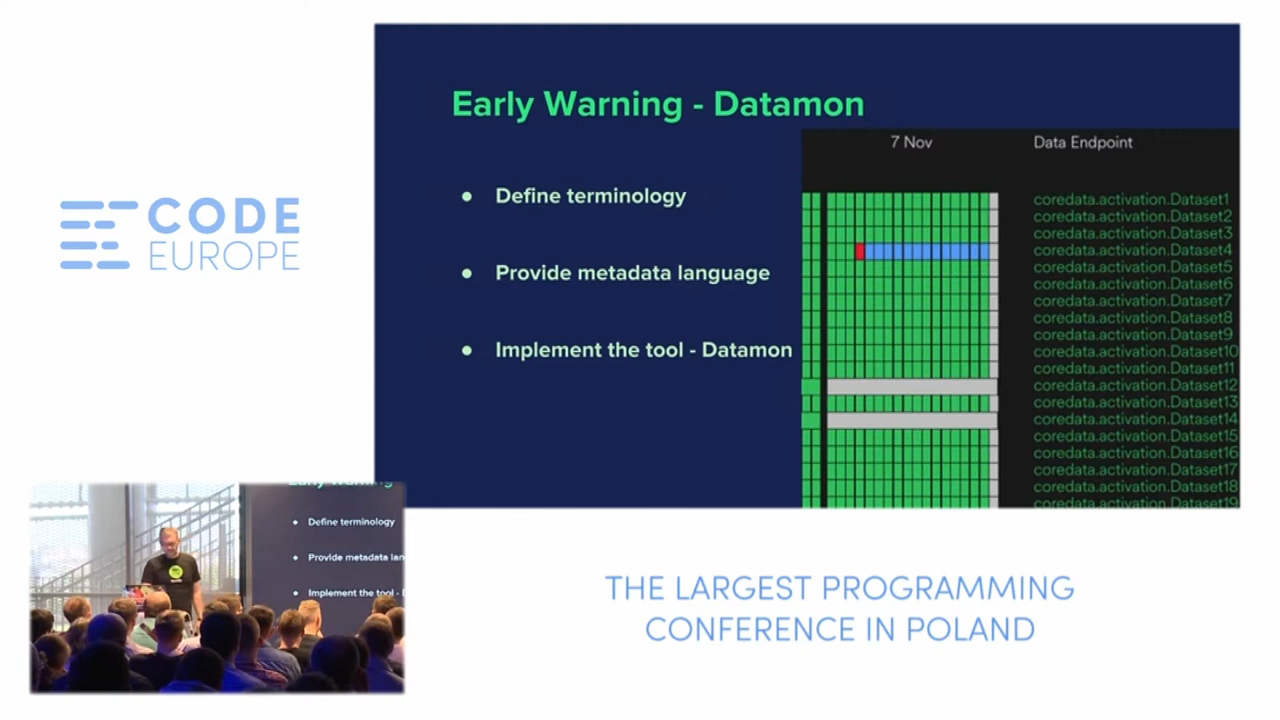 CODE
EUROPE
Early Warning - Datamon
• Define terminology
• Provide metadata language
• Implement the tool - Datamon
7 Nov
Data Endpoint
coredata.activation.Dataset1
coredata.activation.Dataset2
coredata.activation.Dataset3
coredata.activation.Dataset4
coredata.activation.Dataset5
coredata.activation.Dataset6
coredata.activation.Dataset7
coredata.activation.Dataset8
coredata.activation.Dataset9
coredata.activation.Dataset10
coredata.activation.Dataset11
coredata.activation.Dataset12
coredata.activation.Dataset13
coredata.activation.Dataset14
coredata.activation.Dataset15
coredata.activation.Dataset16
coredata.activation.Dataset17
coredata.activation.Dataset18
coredata.activation.Dataset19
Early Warning
• Define terminology
• Provide metadata lan
• Implement the tool -
THE LARGEST PROGRAMMING
CONFERENCE IN POLAND